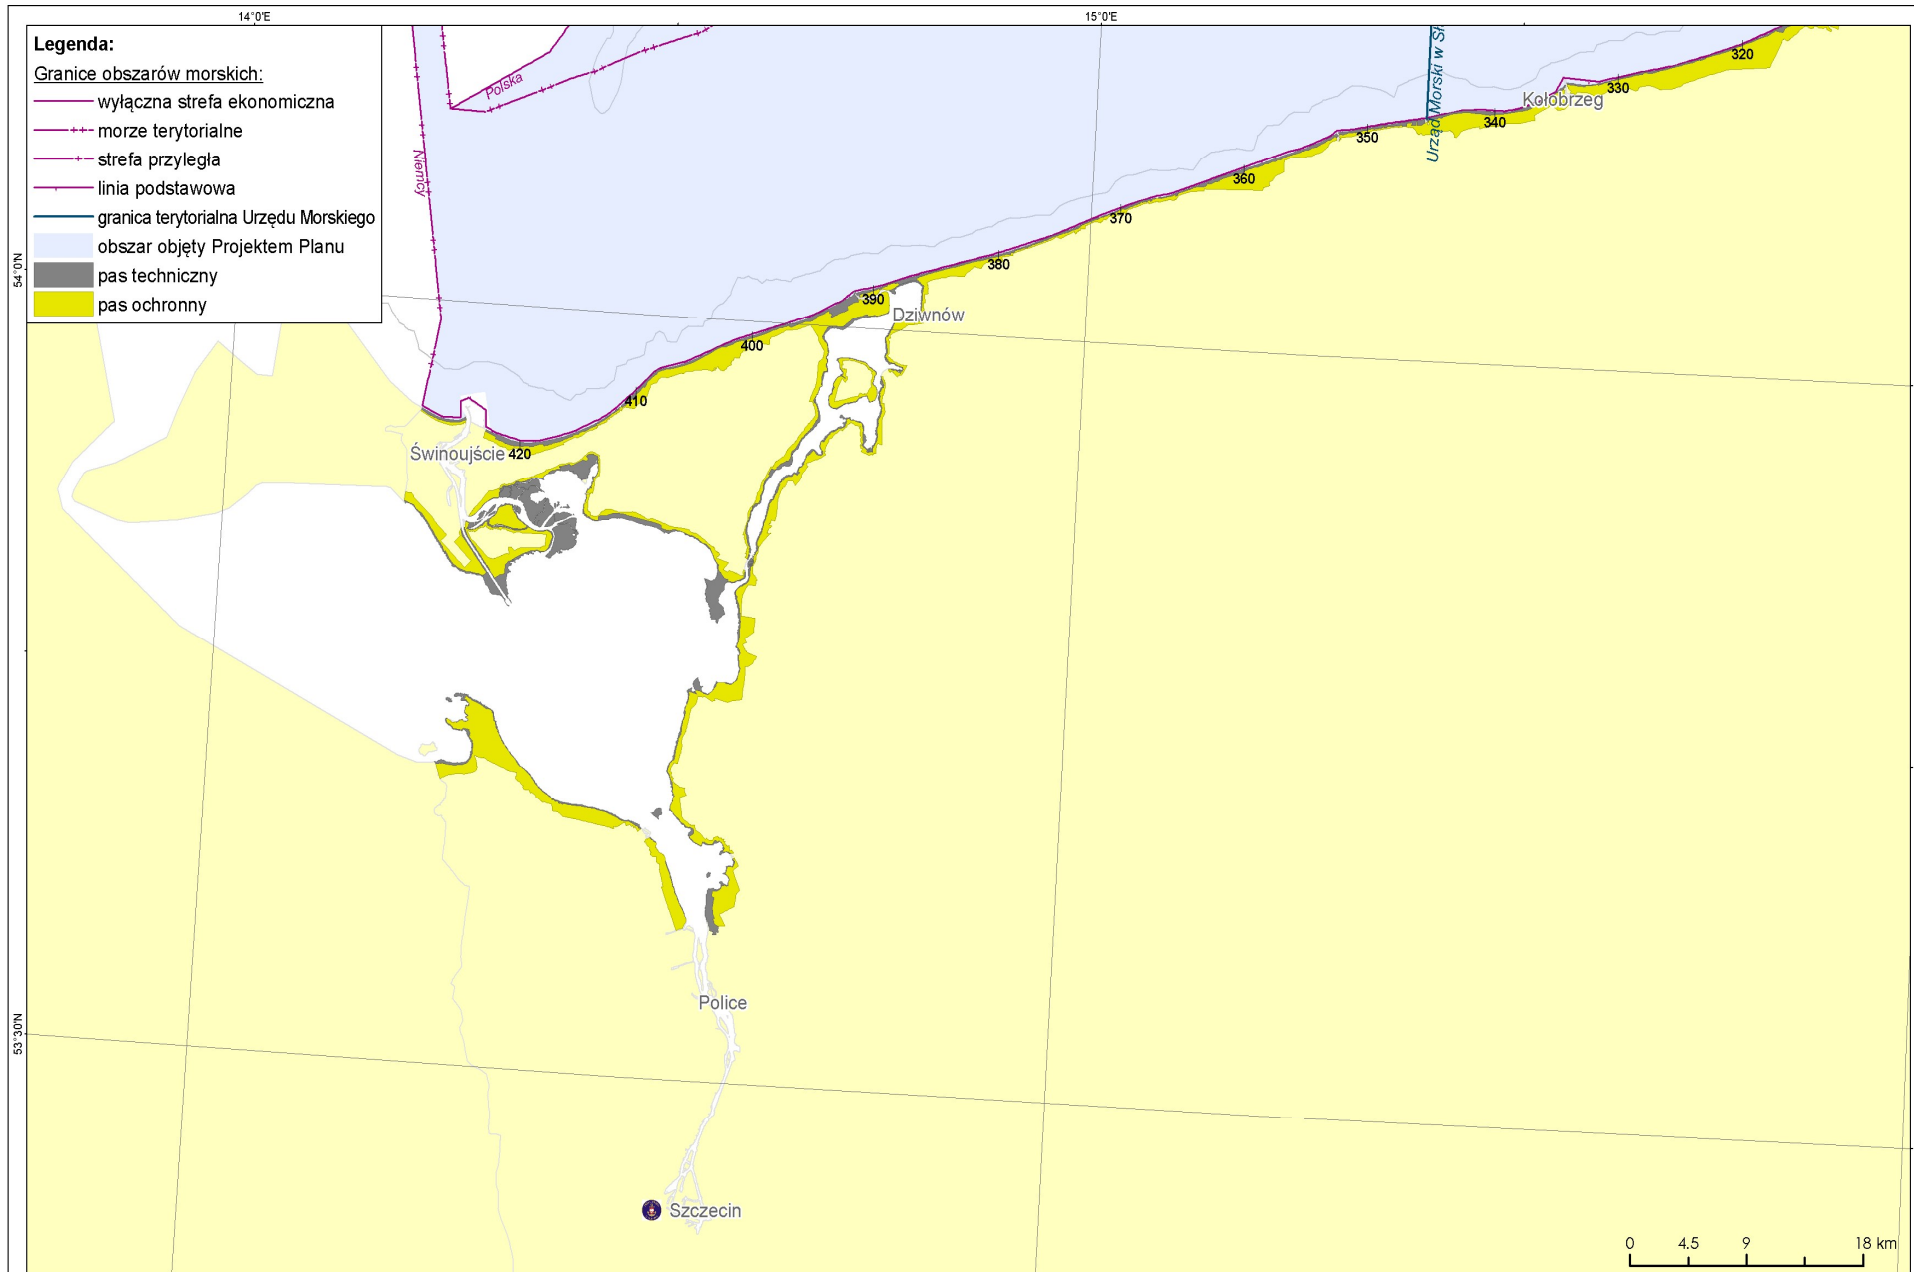 14°0'E
15°0'E
Legenda:
Granice obszarów morskich:
wyłączna strefa ekonomiczna
morze terytorialne
strefa przyległa
linia podstawowa
granica terytorialna Urzędu Morskiego
obszar objęty Projektem Planu
pas techniczny
pas ochronny
Polska
Niemcy
Urząd Morski w Sł
320
330
Kołobrzeg
340
350
360
370
380
390
Dziwnów
400
410
Świnoujście
420
54°0'N
53°30'N
Police
Szczecin
0 4.5 9 18 km